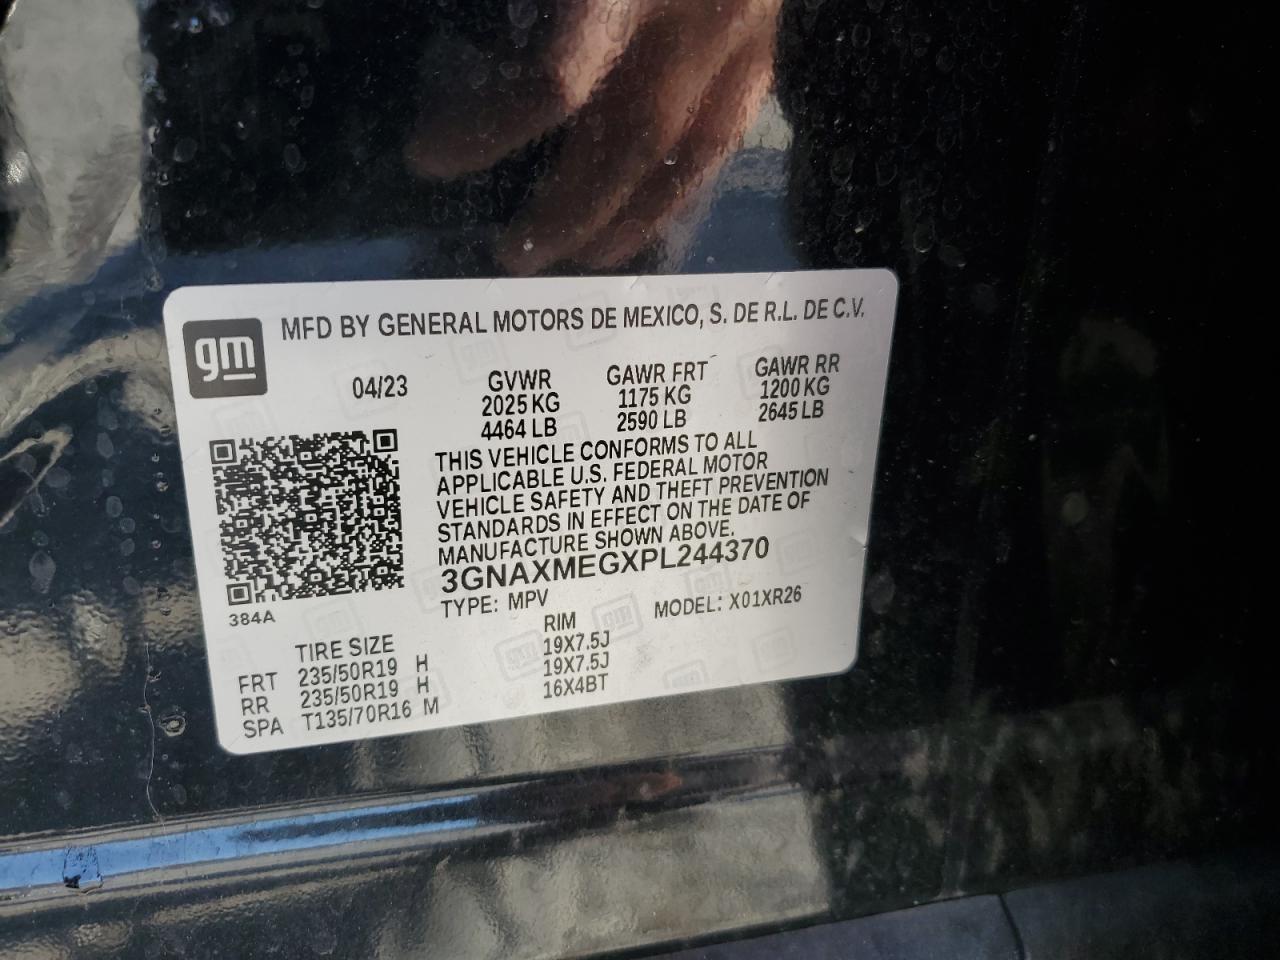 gm
MFD BY GENERAL MOTORS DE MEXICO, S. DE R.L. DE C.V.
04/23
GVWR
2025 KG
4464 LB
GAWR FRT
1175 KG
2590 LB
GAWR RR
1200 KG
2645 LB
THIS VEHICLE CONFORMS TO ALL
APPLICABLE U.S. FEDERAL MOTOR
VEHICLE SAFETY AND THEFT PREVENTION
STANDARDS IN EFFECT ON THE DATE OF
MANUFACTURE SHOWN ABOVE.
3GNAXMEGXPL244370
TYPE: MPV MODEL: X01XR26
384A
TIRE SIZE RIM
FRT 235/50R19 H 19X7.5J
RR 235/50R19 H 19X7.5J
SPA T135/70R16 M 16X4BT